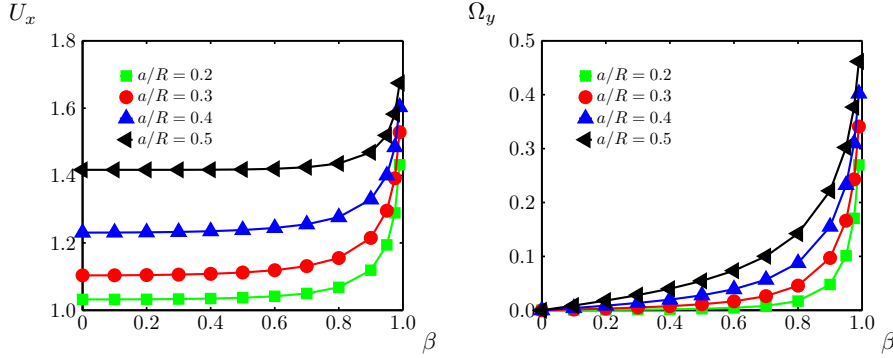 U_x
1.8
1.6
1.4
1.2
1.0
a/R = 0.2
a/R = 0.3
a/R = 0.4
a/R = 0.5
0 0.2 0.4 0.6 0.8 1.0
β
Ω_y
0.5
0.4
0.3
0.2
0.1
0.0
a/R = 0.2
a/R = 0.3
a/R = 0.4
a/R = 0.5
0 0.2 0.4 0.6 0.8 1.0
β